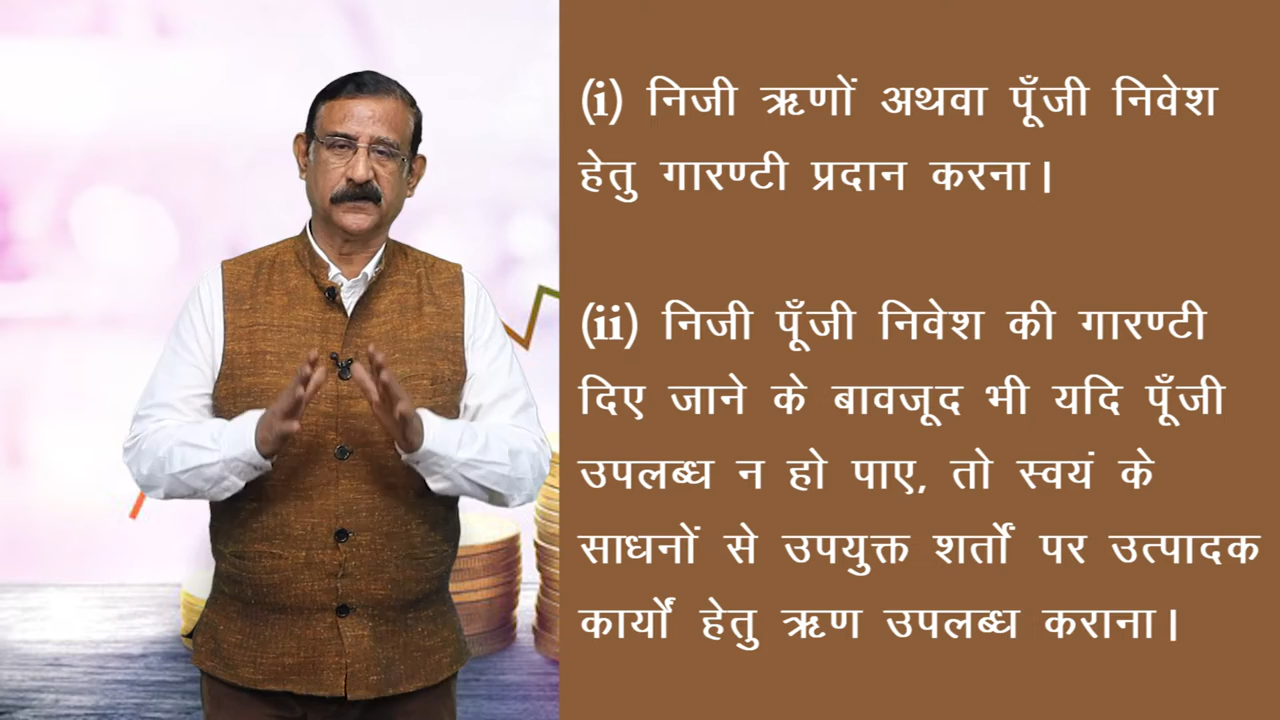 (i) निजी ऋणों अथवा पूँजी निवेश
हेतु गारण्टी प्रदान करना।
(ii) निजी पूँजी निवेश की गारण्टी
दिए जाने के बावजूद भी यदि पूँजी
उपलब्ध न हो पाए, तो स्वयं के
साधनों से उपयुक्त शर्तों पर उत्पादक
कार्यों हेतु ऋण उपलब्ध कराना।